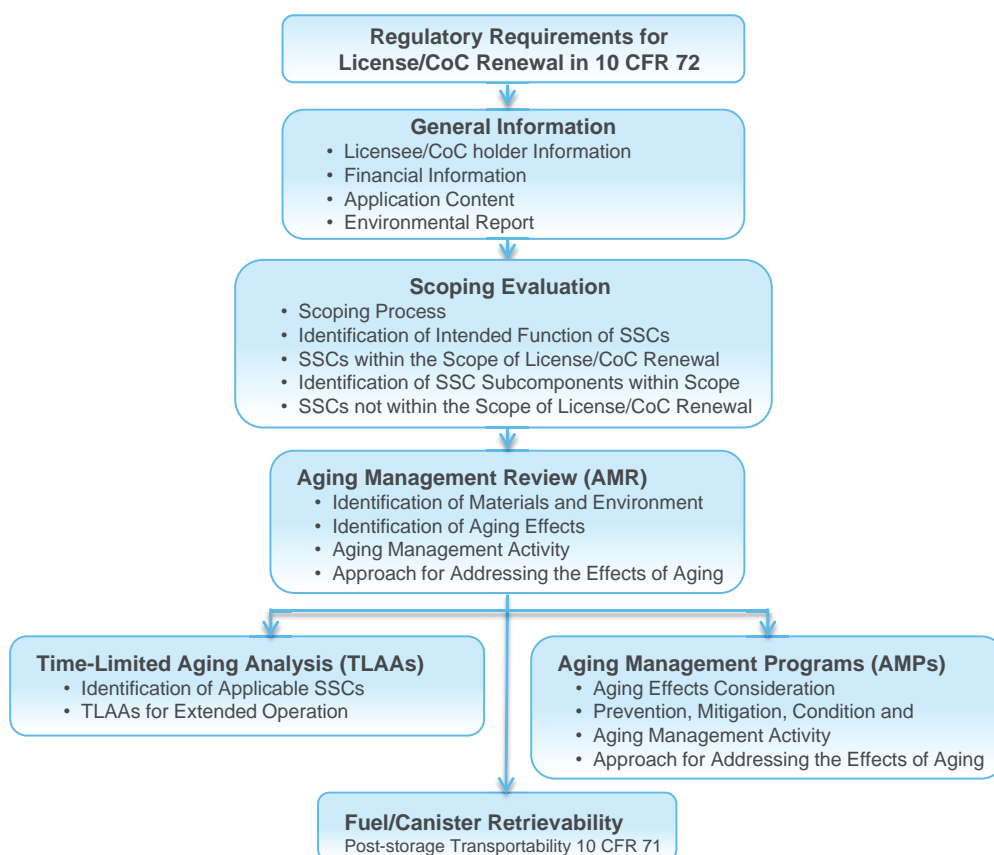 Regulatory Requirements for
License/CoC Renewal in 10 CFR 72
General Information
• Licensee/CoC holder Information
• Financial Information
• Application Content
• Environmental Report
Scoping Evaluation
• Scoping Process
• Identification of Intended Function of SSCs
• SSCs within the Scope of License/CoC Renewal
• Identification of SSC Subcomponents within Scope
• SSCs not within the Scope of License/CoC Renewal
Aging Management Review (AMR)
• Identification of Materials and Environment
• Identification of Aging Effects
• Aging Management Activity
• Approach for Addressing the Effects of Aging
Time-Limited Aging Analysis (TLAAs)
• Identification of Applicable SSCs
• TLAAs for Extended Operation
Aging Management Programs (AMPs)
• Aging Effects Consideration
• Prevention, Mitigation, Condition and
• Aging Management Activity
• Approach for Addressing the Effects of Aging
Fuel/Canister Retrievability
Post-storage Transportability 10 CFR 71